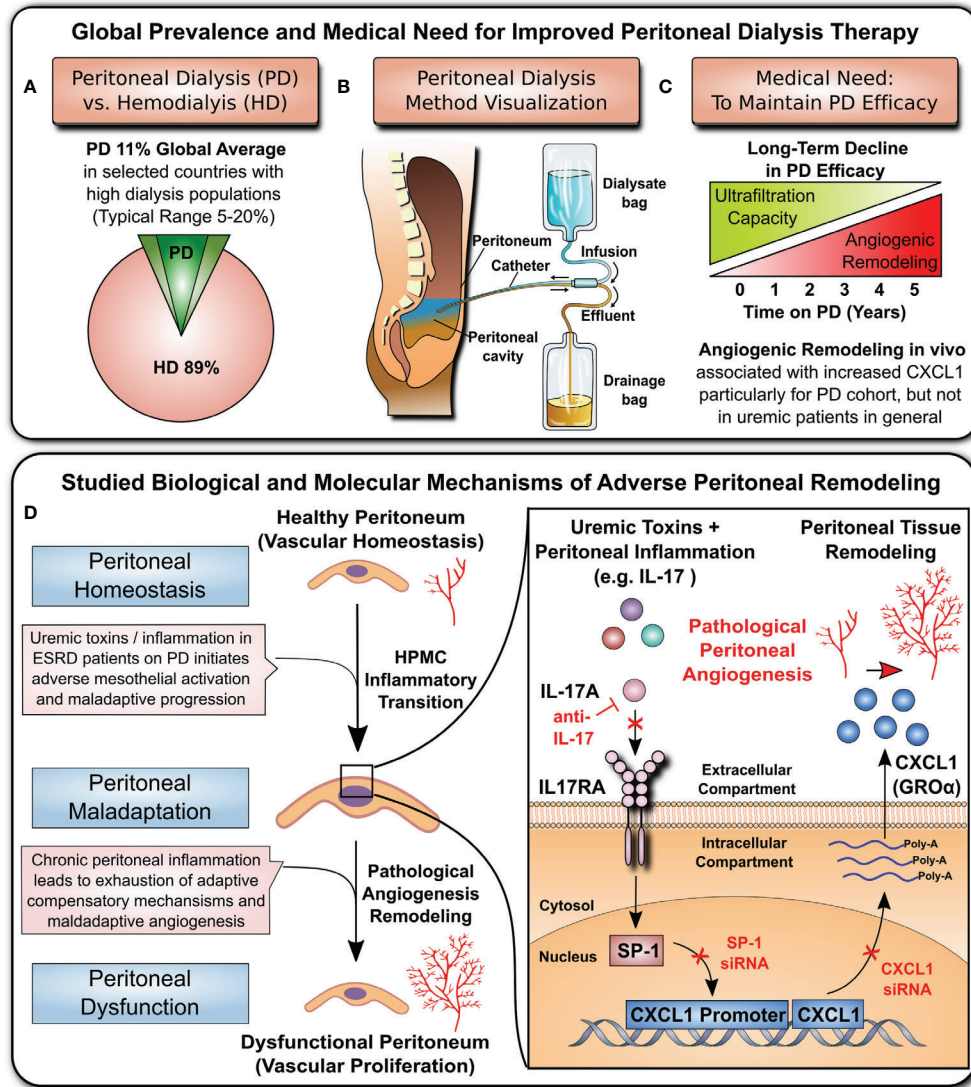 Global Prevalence and Medical Need for Improved Peritoneal Dialysis Therapy
A
Peritoneal Dialysis (PD)
vs. Hemodialyis (HD)
PD 11% Global Average
in selected countries with
high dialysis populations
(Typical Range 5-20%)
PD
HD 89%
B
Peritoneal Dialysis
Method Visualization
Dialysate
bag
Peritoneum
Infusion
Catheter
Effluent
Peritoneal
cavity
Drainage
bag
C
Medical Need:
To Maintain PD Efficacy
Long-Term Decline
in PD Efficacy
Ultrafiltration
Capacity
Angiogenic
Remodeling
0 1 2 3 4 5
Time on PD (Years)
Angiogenic Remodeling in vivo
associated with increased CXCL1
particularly for PD cohort, but not
in uremic patients in general
Studied Biological and Molecular Mechanisms of Adverse Peritoneal Remodeling
D
Peritoneal
Homeostasis
Healthy Peritoneum
(Vascular Homeostasis)
Uremic toxins / inflammation in
ESRD patients on PD initiates
adverse mesothelial activation
and maladaptive progression
HPMC
Inflammatory
Transition
Peritoneal
Maladaptation
Chronic peritoneal inflammation
leads to exhaustion of adaptive
compensatory mechanisms and
maldadaptive angiogenesis
Pathological
Angiogenesis
Remodeling
Peritoneal
Dysfunction
Dysfunctional Peritoneum
(Vascular Proliferation)
Uremic Toxins +
Peritoneal Inflammation
(e.g. IL-17 )
Peritoneal Tissue
Remodeling
Pathological
Peritoneal
Angiogenesis
IL-17A
anti-
IL-17
IL17RA
Extracellular
Compartment
CXCL1
(GROα)
Intracellular
Compartment
Poly-A
Poly-A
Poly-A
Cytosol
Nucleus
SP-1
SP-1
siRNA
CXCL1
siRNA
CXCL1 Promoter
CXCL1